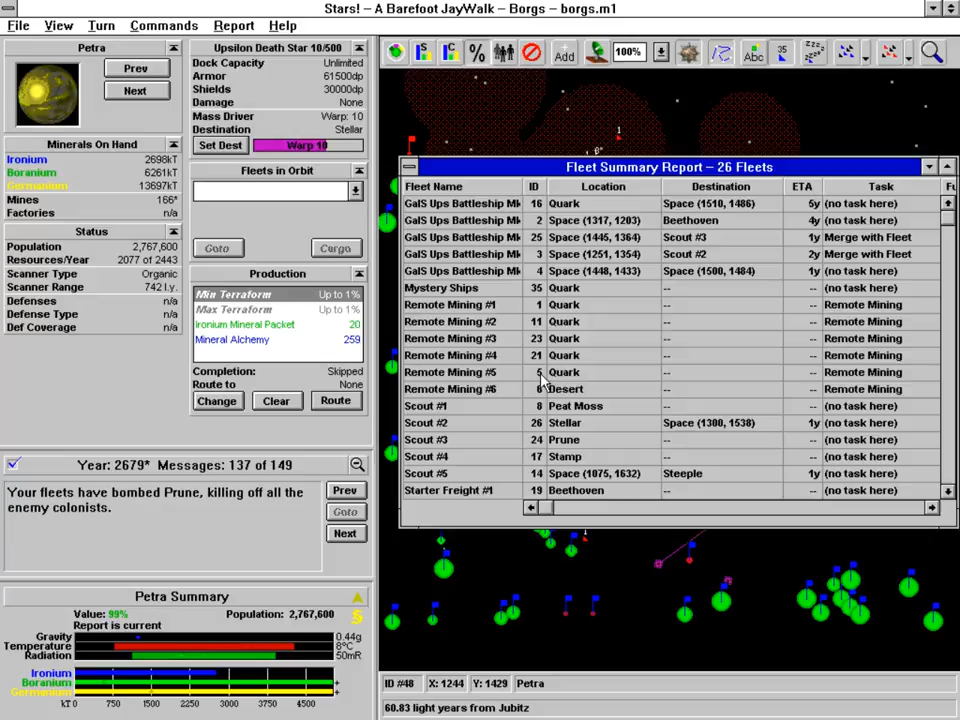 Stars! – A Barefoot JayWalk – Borgs – borgs.m1
File View Turn Commands Report Help
Petra
Prev
Next
Minerals On Hand
Ironium 2698kT
Boranium 6261kT
Germanium 13697kT
Mines 166*
Factories n/a
Status
Population 2,767,600
Resources/Year 2077 of 2443
Scanner Type Organic
Scanner Range 742 l.y.
Defenses n/a
Defense Type n/a
Def Coverage n/a
Upsilon Death Star 10/500
Dock Capacity Unlimited
Armor 61500dp
Shields 30000dp
Damage None
Mass Driver Warp: 10
Destination Stellar
Set Dest Warp 10
Fleets in Orbit
Goto Cargo
Production
Min Terraform Up to 1%
Max Terraform Up to 1%
Ironium Mineral Packet 20
Mineral Alchemy 259
Completion: Skipped
Route to None
Change Clear Route
Year: 2679* Messages: 137 of 149
Your fleets have bombed Prune, killing off all the
enemy colonists.
Prev
Goto
Next
Petra Summary
Value: 99% Population: 2,767,600
Report is current
Gravity 0.44g
Temperature 8°C
Radiation 50mR
Ironium
Boranium
Germanium
kT 0 750 1500 2250 3000 3750 4500
S C % Add 100% Abc 35 zzz
1
Fleet Summary Report – 26 Fleets
Fleet Name ID Location Destination ETA Task Fu
GalS Ups Battleship Mk 16 Quark Space (1510, 1486) 5y (no task here)
GalS Ups Battleship Mk 2 Space (1317, 1203) Beethoven 4y (no task here)
GalS Ups Battleship Mk 25 Space (1445, 1364) Scout #3 1y Merge with Fleet
GalS Ups Battleship Mk 3 Space (1251, 1354) Scout #2 2y Merge with Fleet
GalS Ups Battleship Mk 4 Space (1448, 1433) Space (1500, 1484) 1y (no task here)
Mystery Ships 35 Quark -- -- (no task here)
Remote Mining #1 1 Quark -- -- Remote Mining
Remote Mining #2 11 Quark -- -- Remote Mining
Remote Mining #3 23 Quark -- -- Remote Mining
Remote Mining #4 21 Quark -- -- Remote Mining
Remote Mining #5 5 Quark -- -- Remote Mining
Remote Mining #6 6 Desert -- -- Remote Mining
Scout #1 8 Peat Moss -- -- (no task here)
Scout #2 26 Stellar Space (1300, 1538) 1y (no task here)
Scout #3 24 Prune -- -- (no task here)
Scout #4 17 Stamp -- -- (no task here)
Scout #5 14 Space (1075, 1632) Steeple 1y (no task here)
Starter Freight #1 19 Beethoven -- -- (no task here)
ID #48 X: 1244 Y: 1429 Petra
60.83 light years from Jubitz